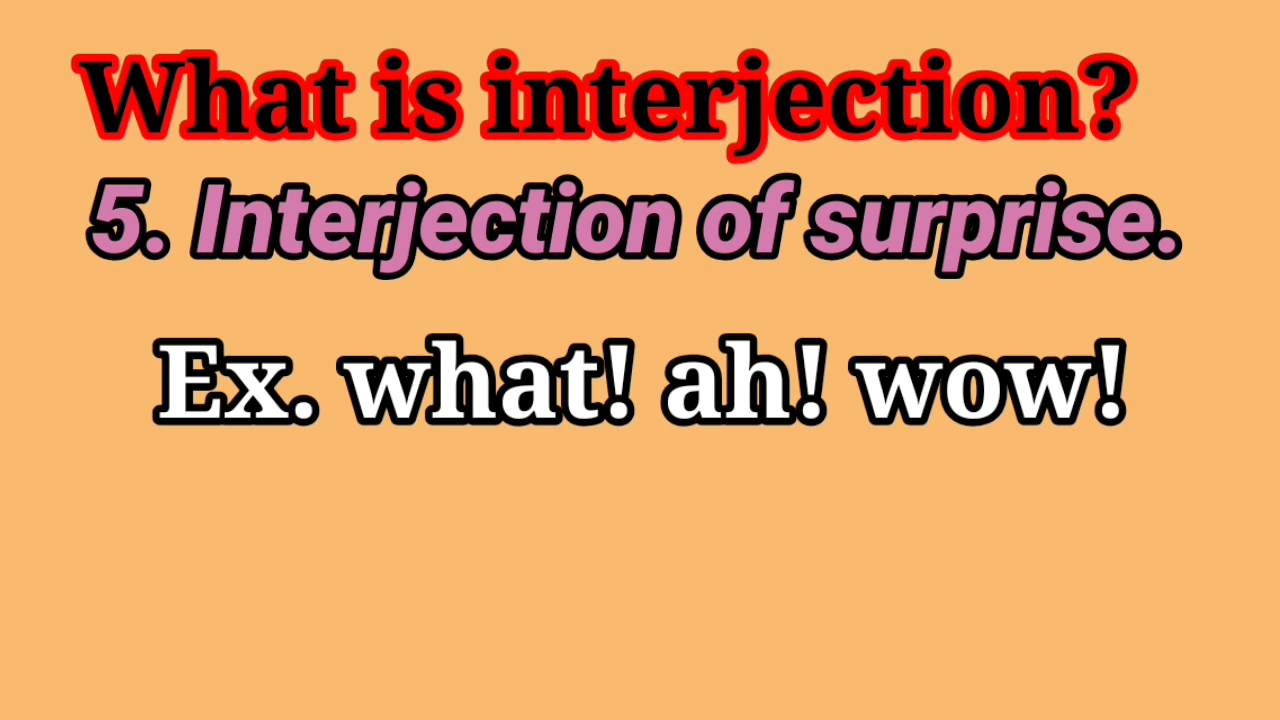 What is interjection?
5. Interjection of surprise.
Ex. what! ah! wow!